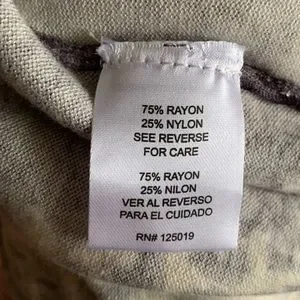 75% RAYON
25% NYLON
SEE REVERSE
FOR CARE
75% RAYON
25% NILON
VER AL REVERSO
PARA EL CUIDADO
RN# 125019